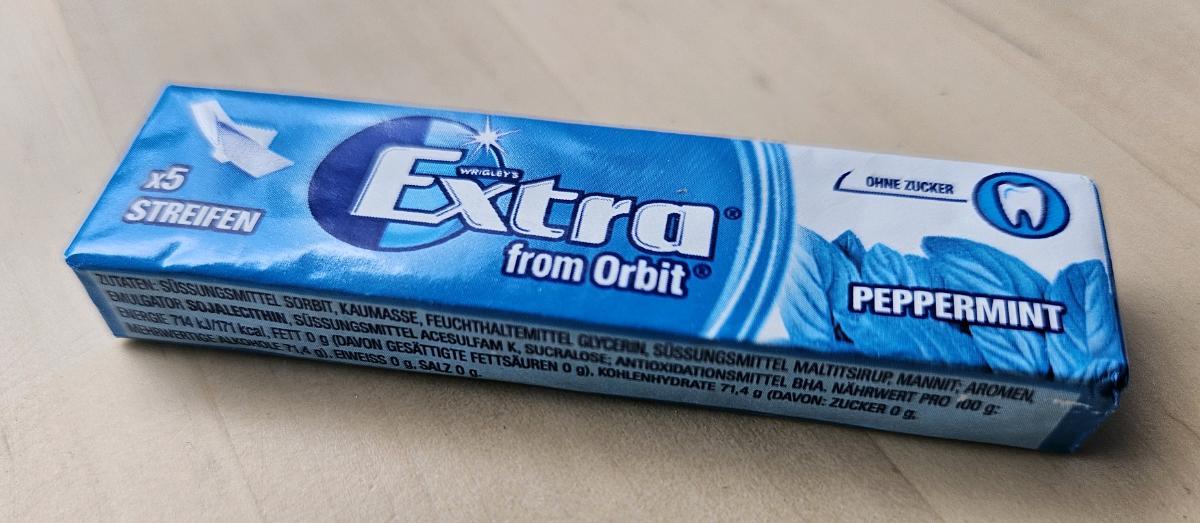 x5
STREIFEN
WRIGLEY'S
Extra®
from Orbit®
OHNE ZUCKER
PEPPERMINT
ZUTATEN: SÜSSUNGSMITTEL SORBIT, KAUMASSE, FEUCHTHALTEMITTEL GLYCERIN, SÜSSUNGSMITTEL MALTITSIRUP, MANNIT; AROMEN,
EMULGATOR SOJALECITHIN, SÜSSUNGSMITTEL ACESULFAM K, SUCRALOSE; ANTIOXIDATIONSMITTEL BHA. NÄHRWERT PRO 100 g:
ENERGIE 714 kJ/171 kcal, FETT 0 g (DAVON GESÄTTIGTE FETTSÄUREN 0 g), KOHLENHYDRATE 71,4 g (DAVON: ZUCKER 0 g,
MEHRWERTIGE ALKOHOLE 71,4 g), EIWEISS 0 g, SALZ 0 g.